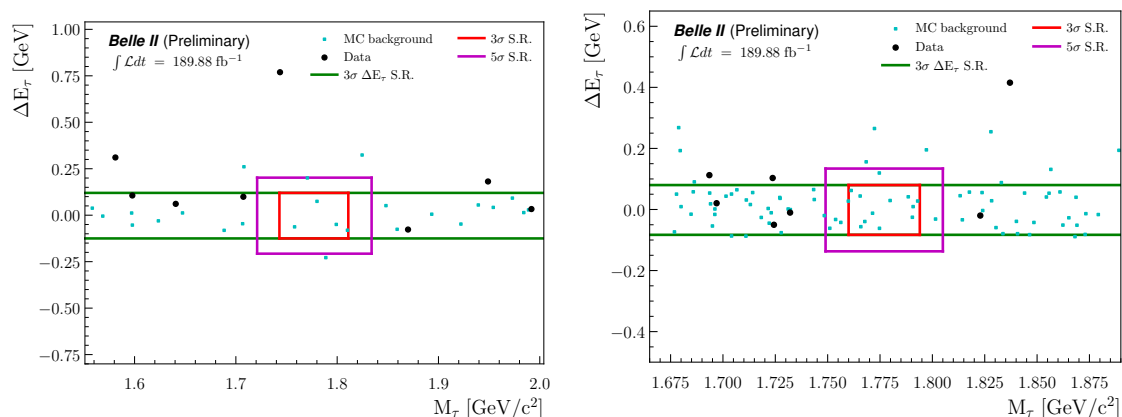 Belle II (Preliminary)
∫ ℒdt = 189.88 fb⁻¹
MC background
Data
3σ ΔE_τ S.R.
3σ S.R.
5σ S.R.
ΔE_τ [GeV]
1.00
0.75
0.50
0.25
0.00
−0.25
−0.50
−0.75
1.6 1.7 1.8 1.9 2.0
M_τ [GeV/c²]
Belle II (Preliminary)
∫ ℒdt = 189.88 fb⁻¹
MC background
Data
3σ ΔE_τ S.R.
3σ S.R.
5σ S.R.
ΔE_τ [GeV]
0.6
0.4
0.2
0.0
−0.2
−0.4
1.675 1.700 1.725 1.750 1.775 1.800 1.825 1.850 1.875
M_τ [GeV/c²]